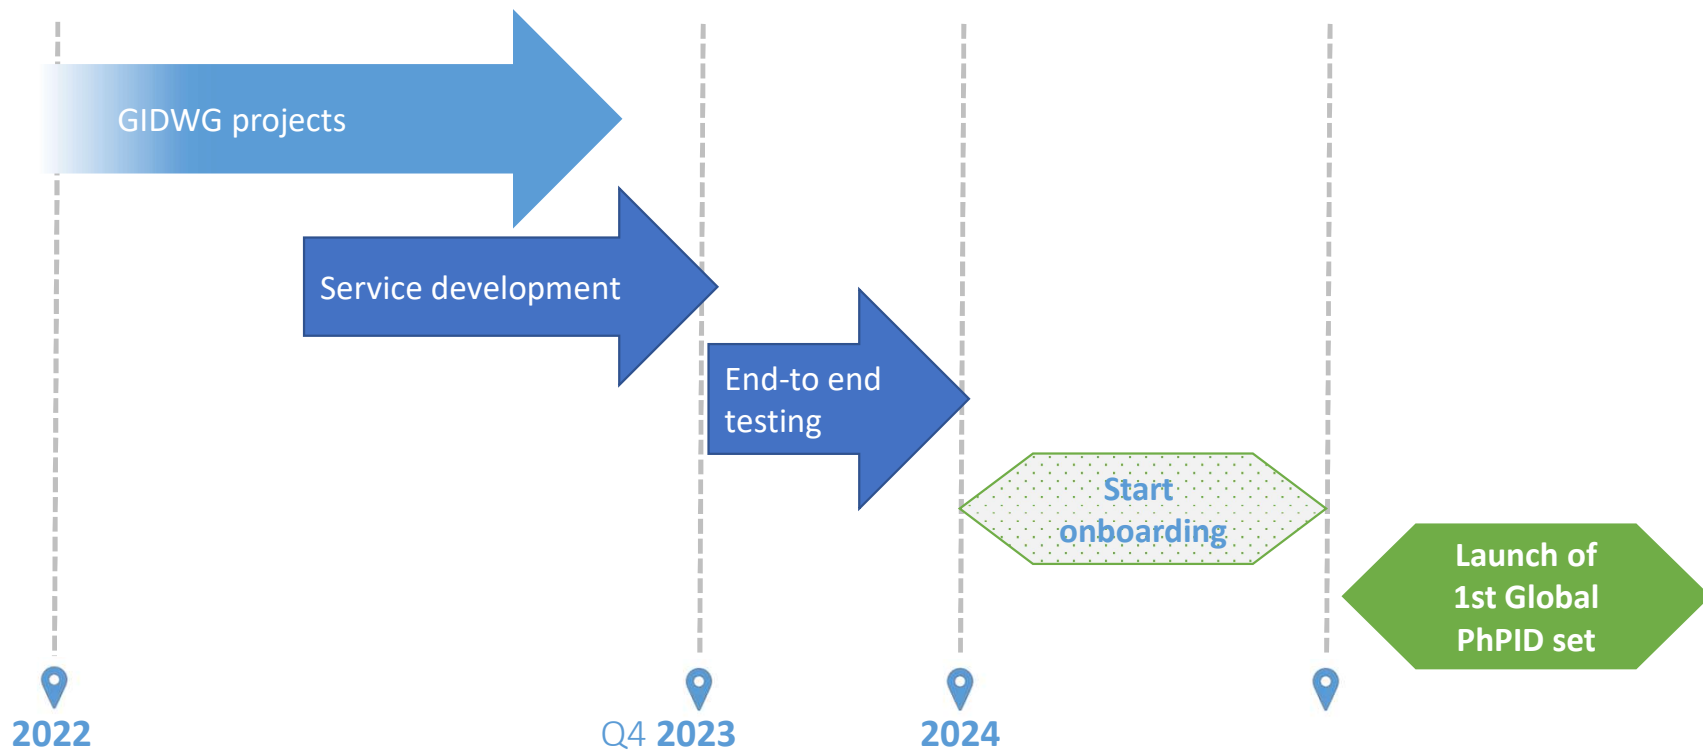 GIDWG projects
Service development
End-to end
testing
Start
onboarding
Launch of
1st Global
PhPID set
2022
Q4 2023
2024